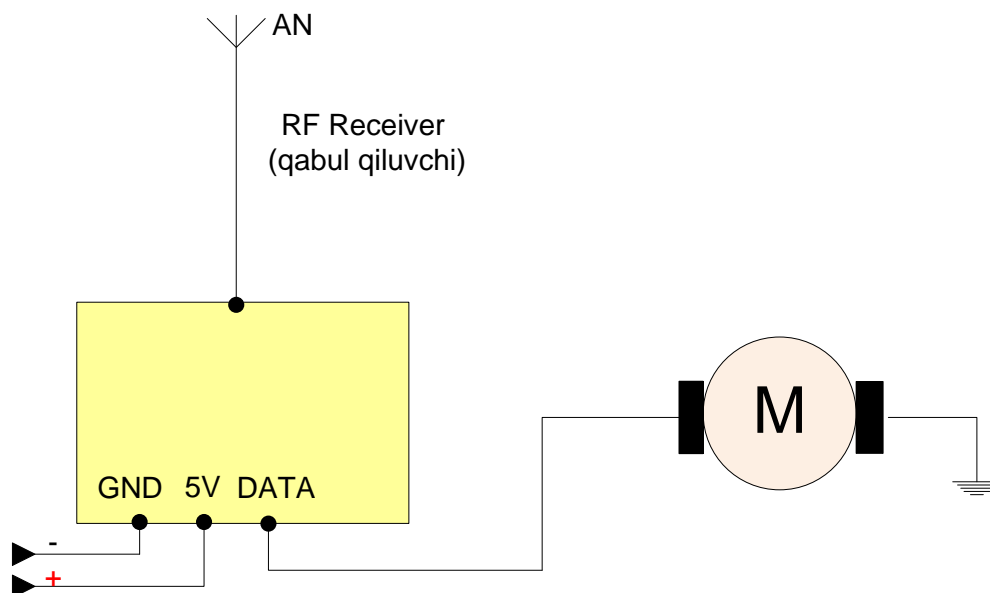 AN
RF Receiver
(qabul qiluvchi)
M
GND 5V DATA
-
+